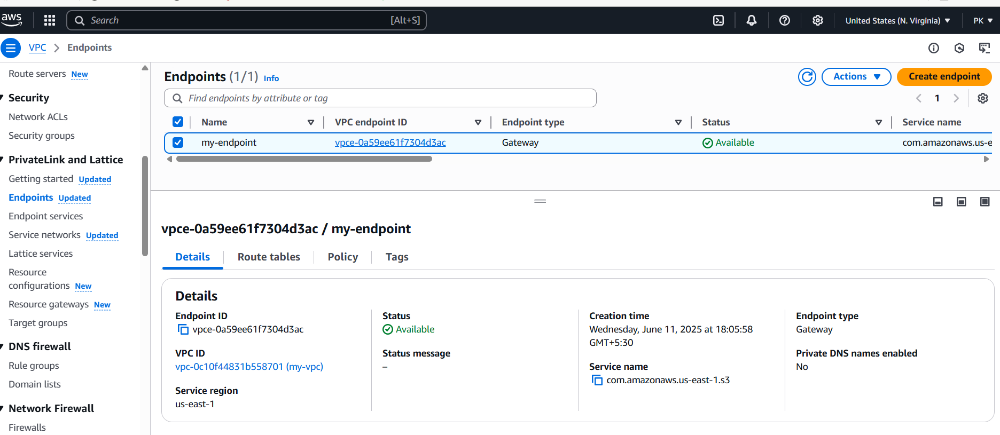 aws
Search [Alt+S]
United States (N. Virginia)
PK
VPC Endpoints
Route servers New
Security
Network ACLs
Security groups
PrivateLink and Lattice
Getting started Updated
Endpoints Updated
Endpoint services
Service networks Updated
Lattice services
Resource
configurations New
Resource gateways New
Target groups
DNS firewall
Rule groups
Domain lists
Network Firewall
Firewalls
Endpoints (1/1) Info
Actions
Create endpoint
Find endpoints by attribute or tag
1
Name VPC endpoint ID Endpoint type Status Service name
my-endpoint vpce-0a59ee61f7304d3ac Gateway Available com.amazonaws.us-e
vpce-0a59ee61f7304d3ac / my-endpoint
Details Route tables Policy Tags
Details
Endpoint ID
vpce-0a59ee61f7304d3ac
VPC ID
vpc-0c10f44831b558701 (my-vpc)
Service region
us-east-1
Status
Available
Status message
–
Creation time
Wednesday, June 11, 2025 at 18:05:58
GMT+5:30
Service name
com.amazonaws.us-east-1.s3
Endpoint type
Gateway
Private DNS names enabled
No